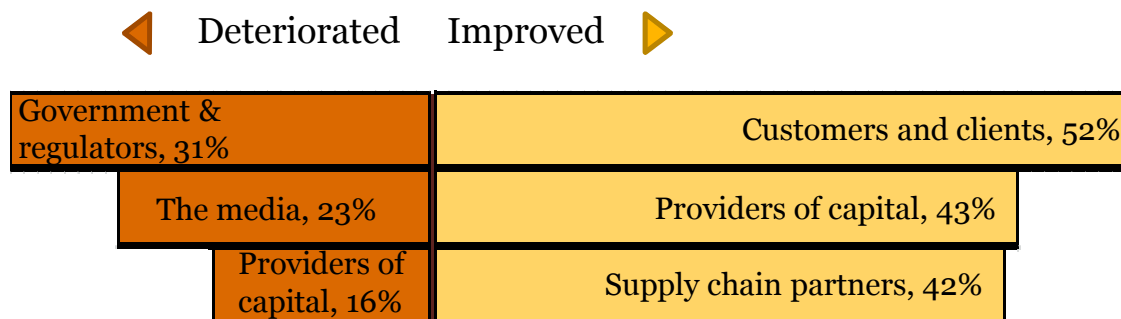 Deteriorated Improved
Government &
regulators, 31%
Customers and clients, 52%
The media, 23%
Providers of capital, 43%
Providers of
capital, 16%
Supply chain partners, 42%